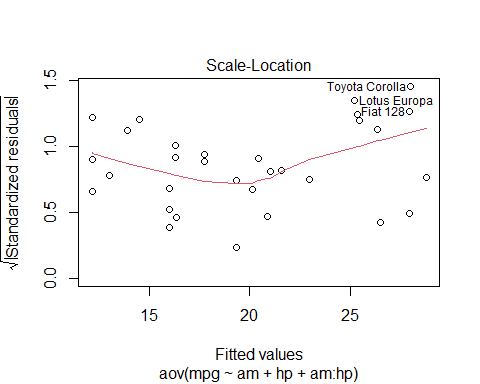 Scale-Location
√|Standardized residuals|
1.5
1.0
0.5
0.0
Toyota Corolla
Lotus Europa
Fiat 128
15
20
25
Fitted values
aov(mpg ~ am + hp + am:hp)